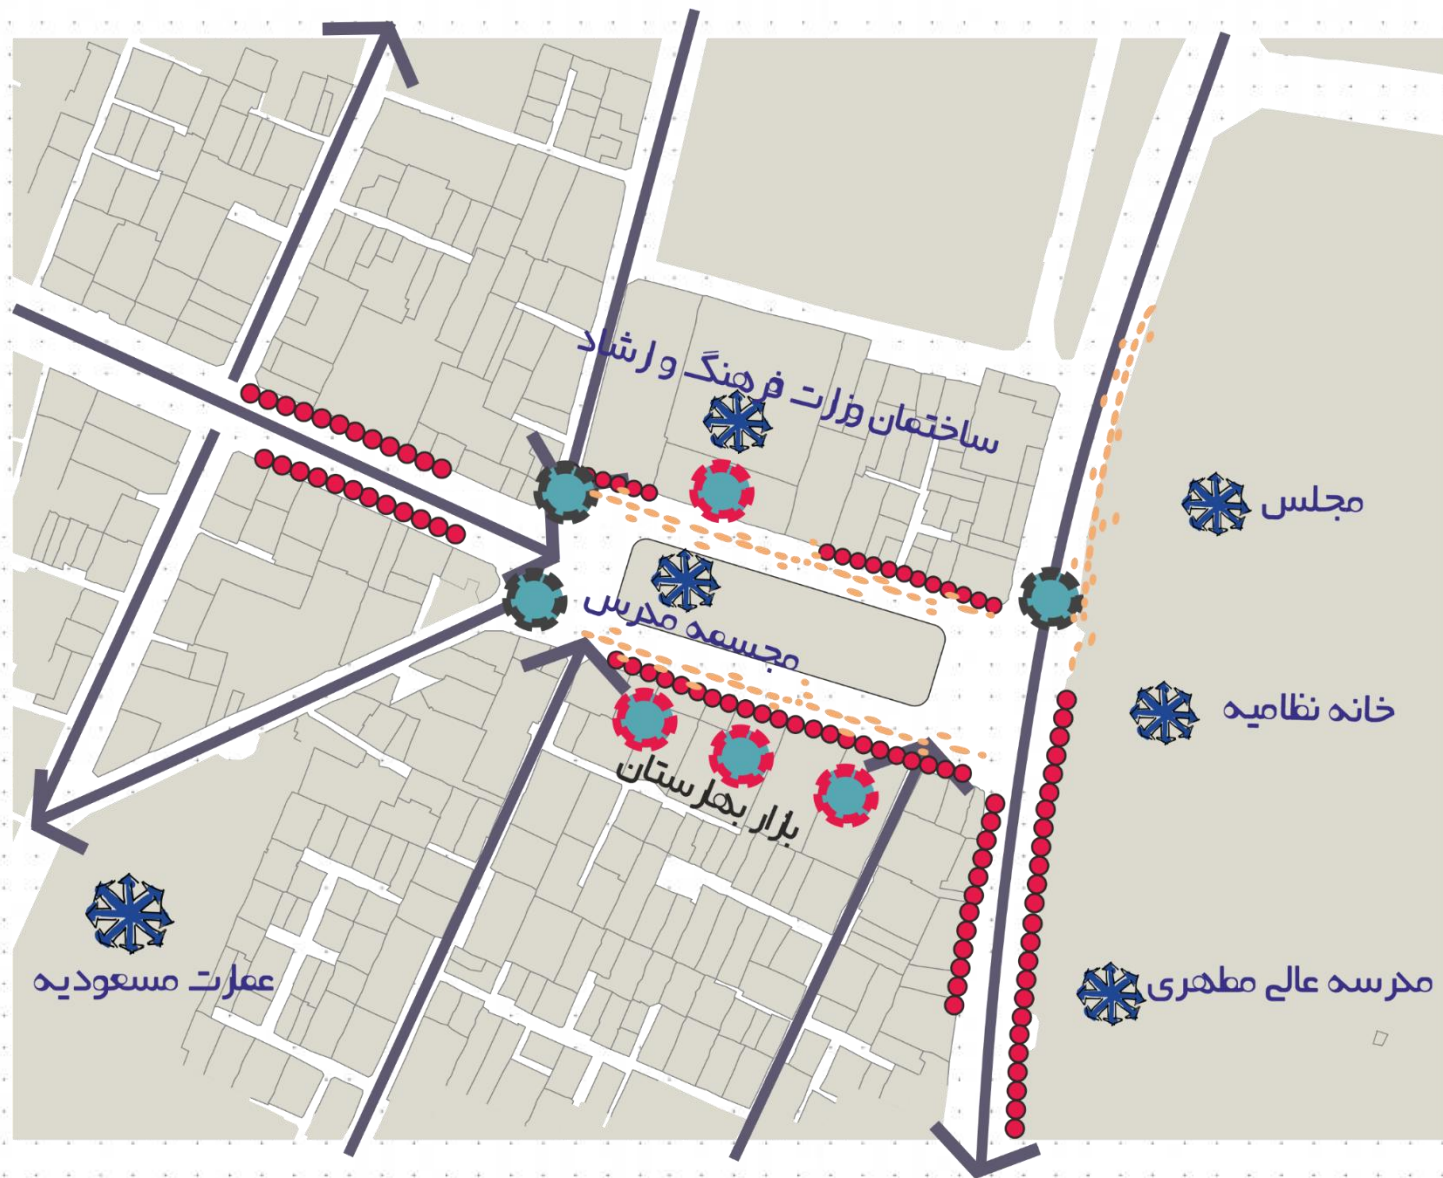 ساختمان وزارت فرهنگ و ارشاد
مجلس
مجسمه مدرس
خانه نظامیه
بازار بهارستان
عمارت مسعودیه
مدرسه عالی مطهری